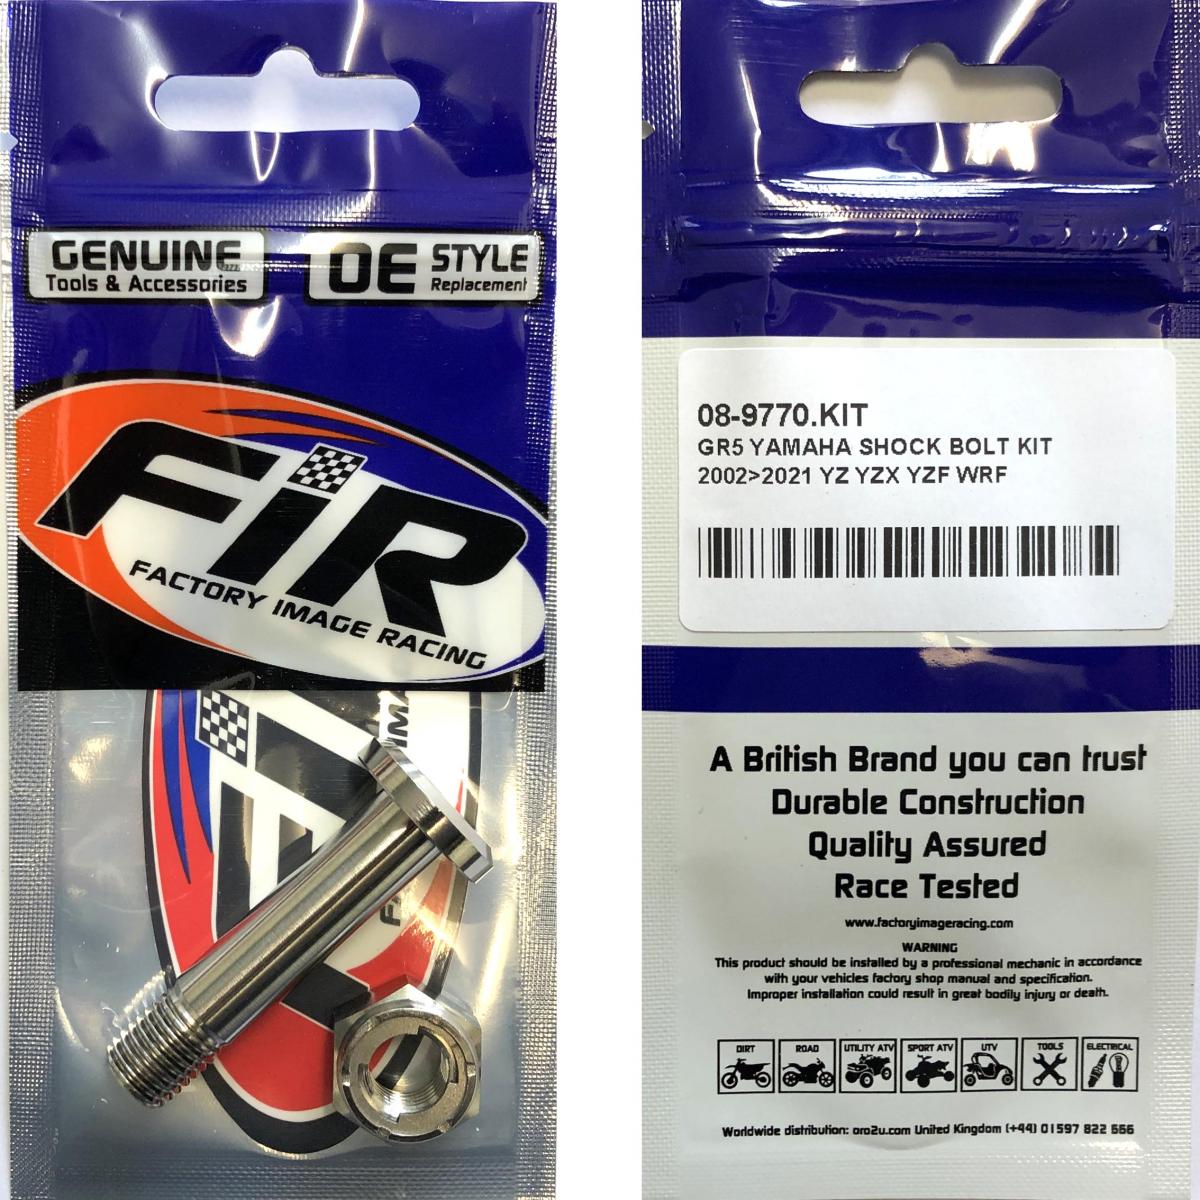 GENUINE
Tools & Accessories
OE STYLE
Replacement
FiR
FACTORY IMAGE RACING
08-9770.KIT
GR5 YAMAHA SHOCK BOLT KIT
2002>2021 YZ YZX YZF WRF
A British Brand you can trust
Durable Construction
Quality Assured
Race Tested
www.factoryimageracing.com
WARNING
This product should be installed by a professional mechanic in accordance
with your vehicles factory shop manual and specification.
Improper installation could result in great bodily injury or death.
DIRT ROAD UTILITY ATV SPORT ATV UTV TOOLS ELECTRICAL
Worldwide distribution: oro2u.com United Kingdom (+44) 01597 822 666